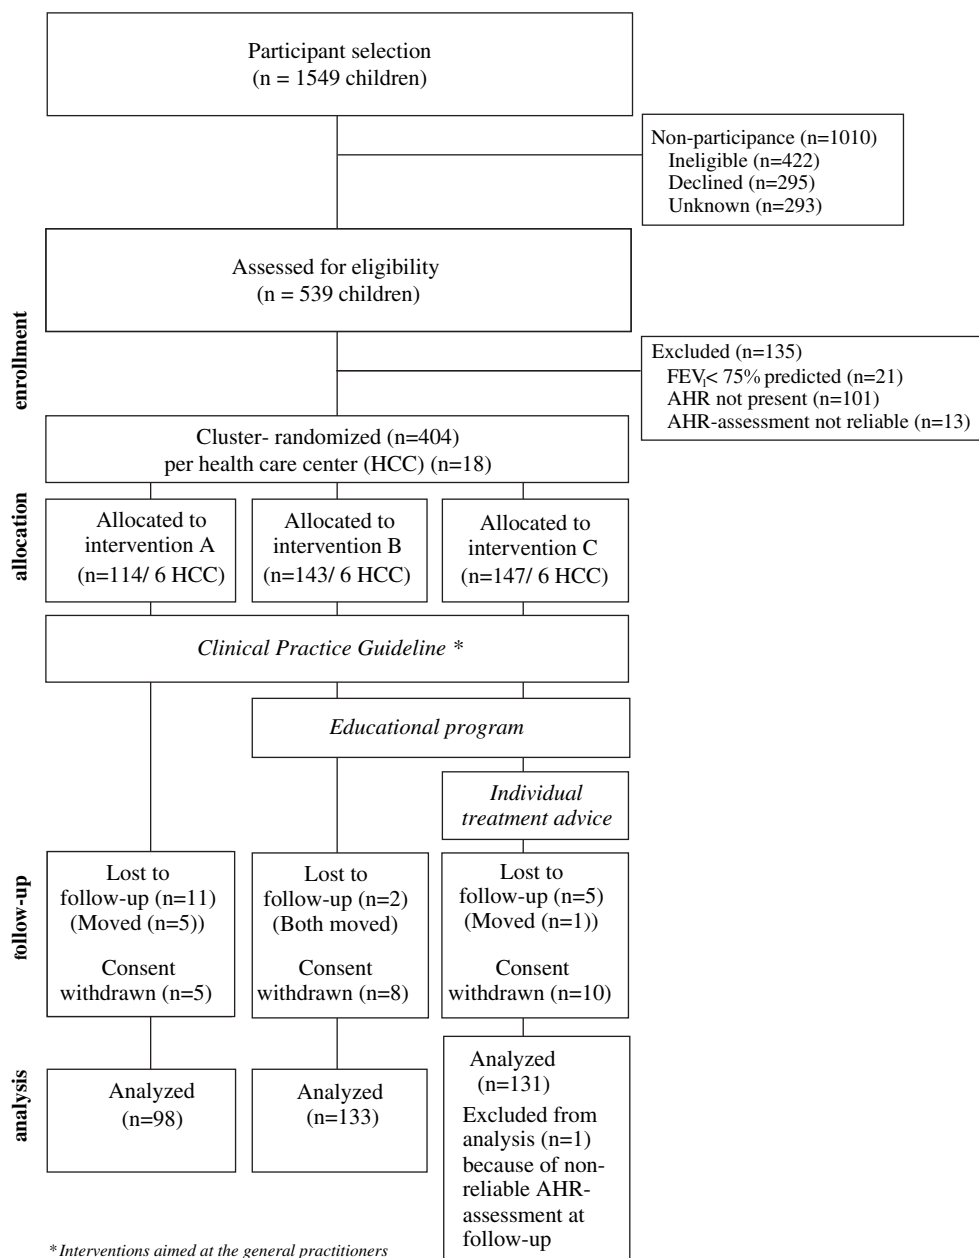 Participant selection
(n = 1549 children)
Non-participance (n=1010)
Ineligible (n=422)
Declined (n=295)
Unknown (n=293)
Assessed for eligibility
(n = 539 children)
enrollment
Excluded (n=135)
FEV1< 75% predicted (n=21)
AHR not present (n=101)
AHR-assessment not reliable (n=13)
Cluster- randomized (n=404)
per health care center (HCC) (n=18)
allocation
Allocated to
intervention A
(n=114/ 6 HCC)
Allocated to
intervention B
(n=143/ 6 HCC)
Allocated to
intervention C
(n=147/ 6 HCC)
Clinical Practice Guideline *
Educational program
Individual
treatment advice
follow-up
Lost to
follow-up (n=11)
(Moved (n=5))
Consent
withdrawn (n=5)
Lost to
follow-up (n=2)
(Both moved)
Consent
withdrawn (n=8)
Lost to
follow-up (n=5)
(Moved (n=1))
Consent
withdrawn (n=10)
analysis
Analyzed
(n=98)
Analyzed
(n=133)
Analyzed
(n=131)
Excluded from
analysis (n=1)
because of non-
reliable AHR-
assessment at
follow-up
*Interventions aimed at the general practitioners